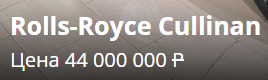 Rolls-Royce Cullinan
Цена 44 000 000 ₽